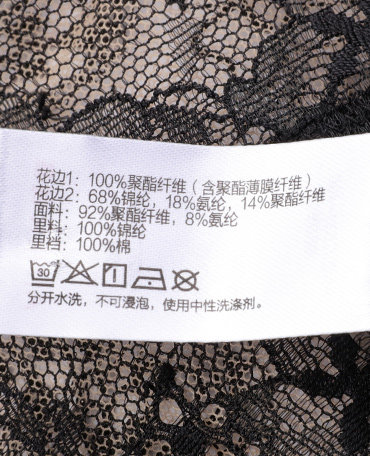 花边1：100%聚酯纤维（含聚酯薄膜纤维）
花边2：68%锦纶，18%氨纶，14%聚酯纤维
面料：92%聚酯纤维，8%氨纶
里料：100%锦纶
里裆：100%棉
30
分开水洗，不可浸泡，使用中性洗涤剂。